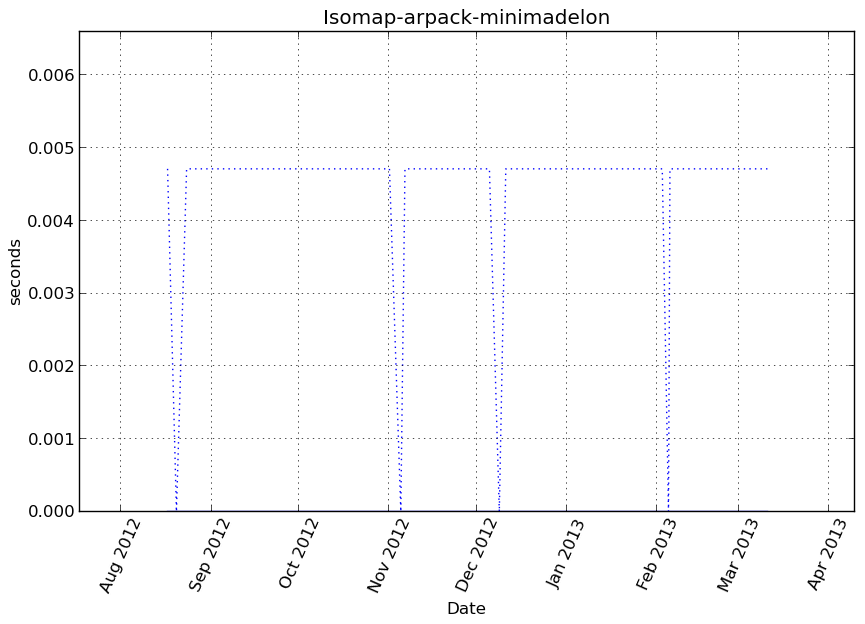 Isomap-arpack-minimadelon
0.006
0.005
0.004
0.003
0.002
0.001
0.000
seconds
Aug 2012
Sep 2012
Oct 2012
Nov 2012
Dec 2012
Jan 2013
Feb 2013
Mar 2013
Apr 2013
Date